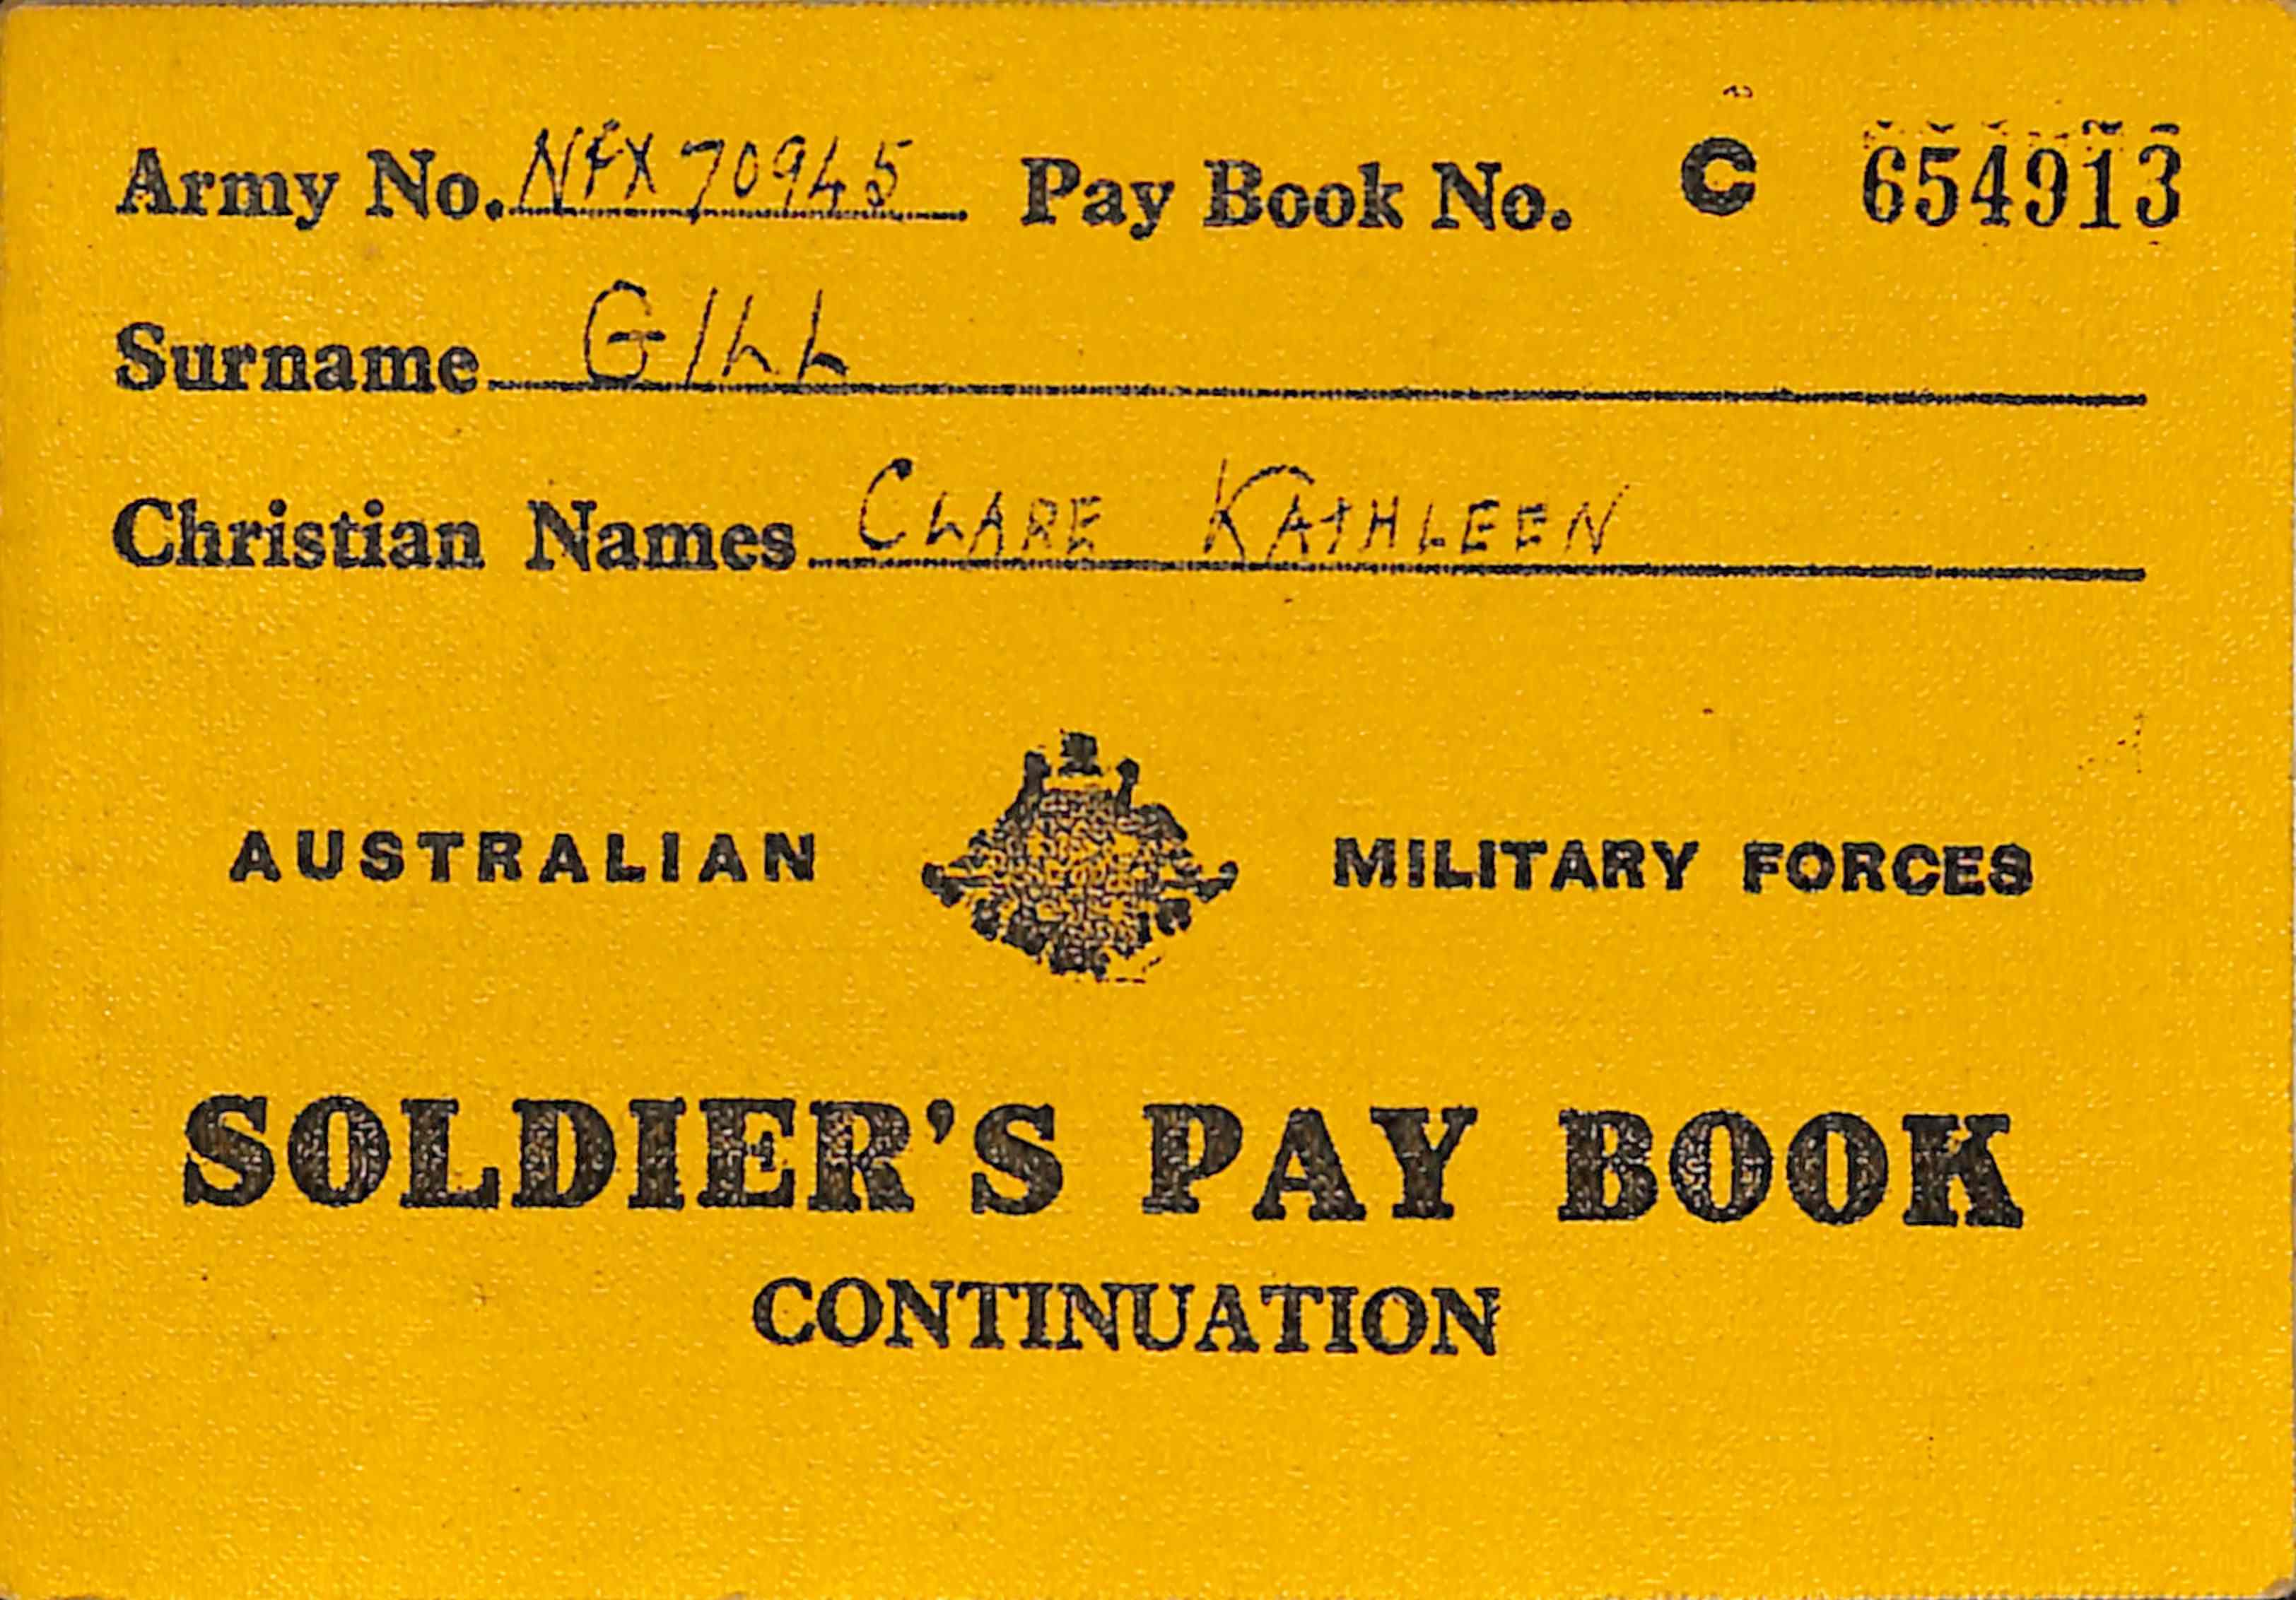 Army No. NFX 70945 Pay Book No. C 654913
Surname GILL
Christian Names CLARE KATHLEEN
AUSTRALIAN MILITARY FORCES
SOLDIER'S PAY BOOK
CONTINUATION